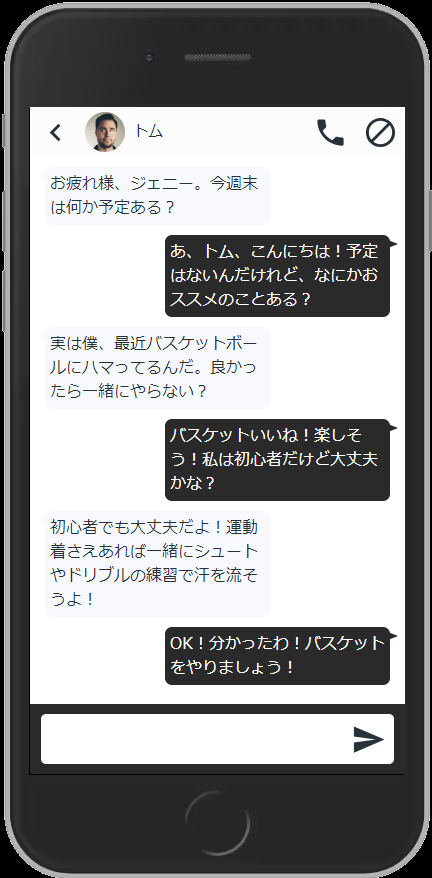 トム
お疲れ様、ジェニー。今週末
は何か予定ある？
あ、トム、こんにちは！予定
はないんだけれど、なにかお
ススメのことある？
実は僕、最近バスケットボー
ルにハマってるんだ。良かっ
たら一緒にやらない？
バスケットいいね！楽しそ
う！私は初心者だけど大丈夫
かな？
初心者でも大丈夫だよ！運動
着さえあれば一緒にシュート
やドリブルの練習で汗を流そ
うよ！
OK！分かったわ！バスケット
をやりましょう！